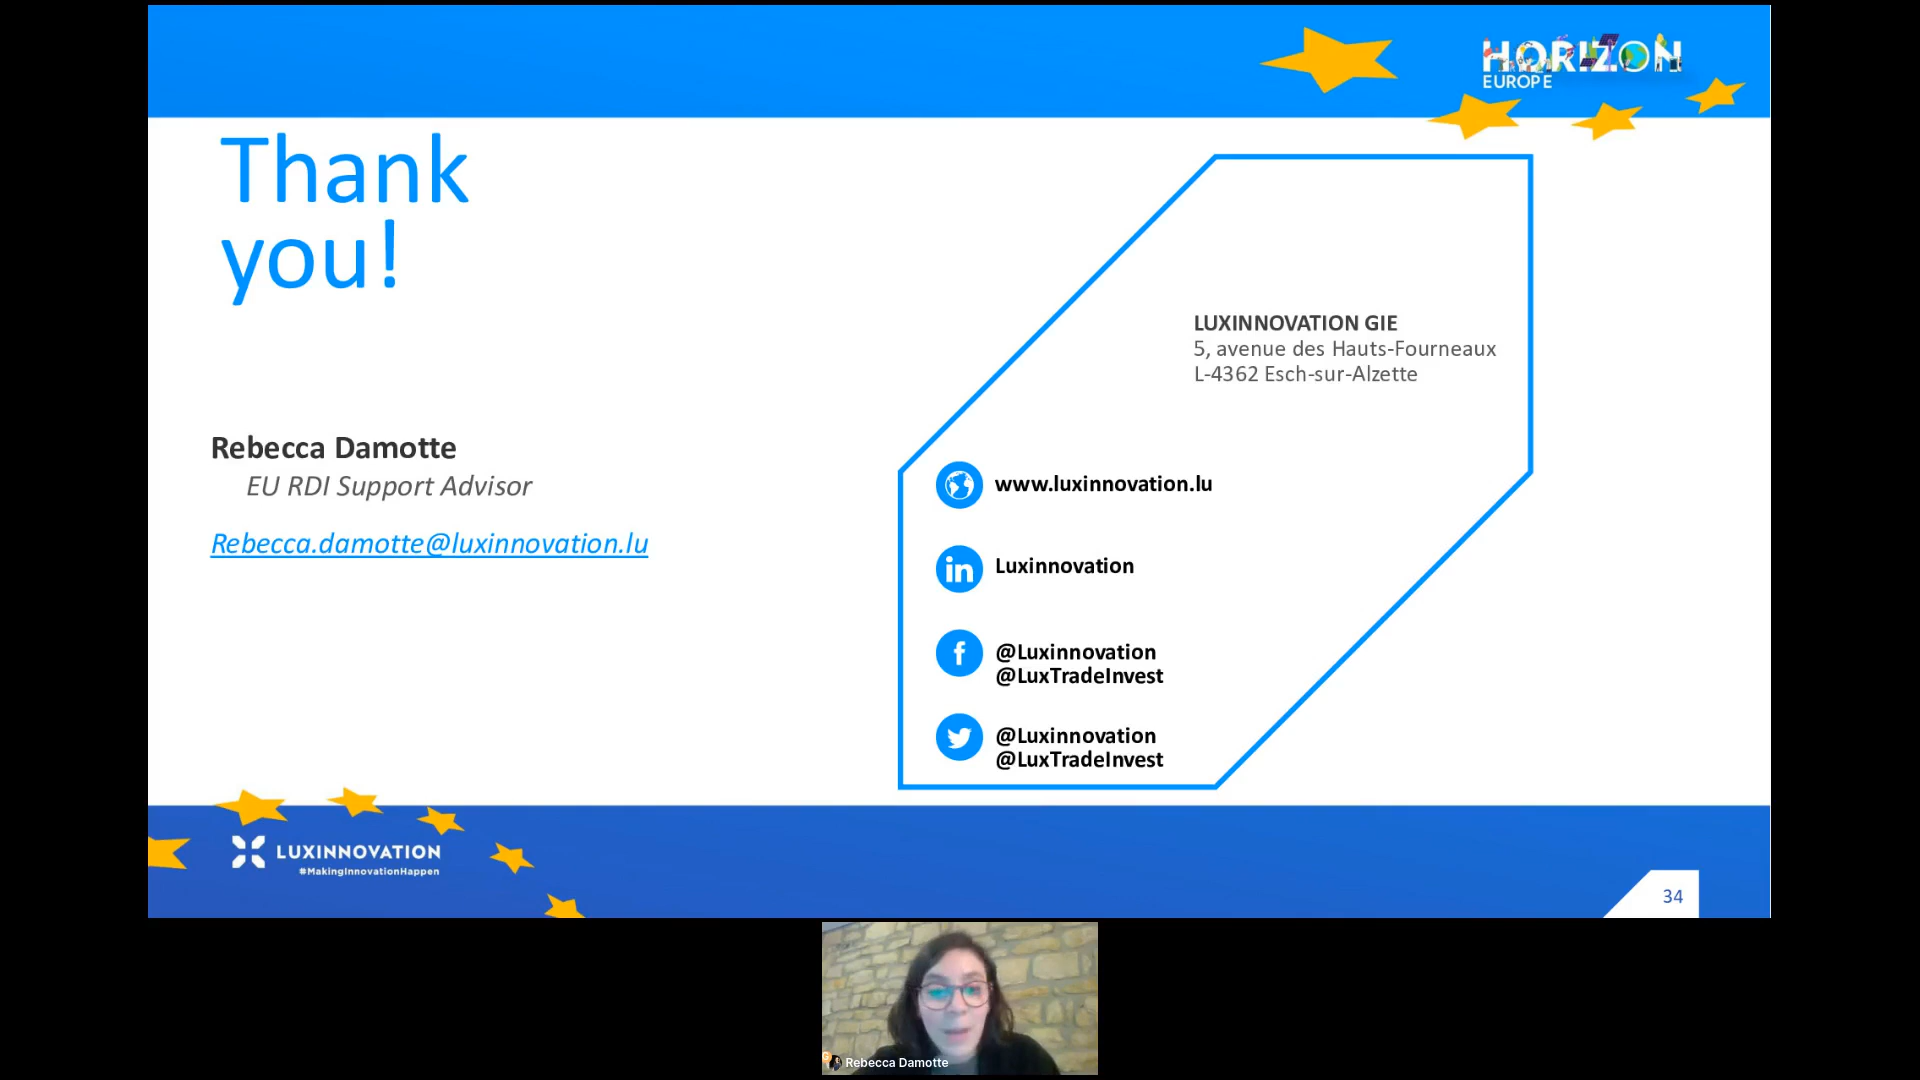 HORIZON
EUROPE
Thank
you!
LUXINNOVATION GIE
5, avenue des Hauts-Fourneaux
L-4362 Esch-sur-Alzette
Rebecca Damotte
EU RDI Support Advisor
Rebecca.damotte@luxinnovation.lu
www.luxinnovation.lu
in Luxinnovation
f @Luxinnovation
@LuxTradeInvest
@Luxinnovation
@LuxTradeInvest
LUXINNOVATION
#MakingInnovationHappen
34
Rebecca Damotte